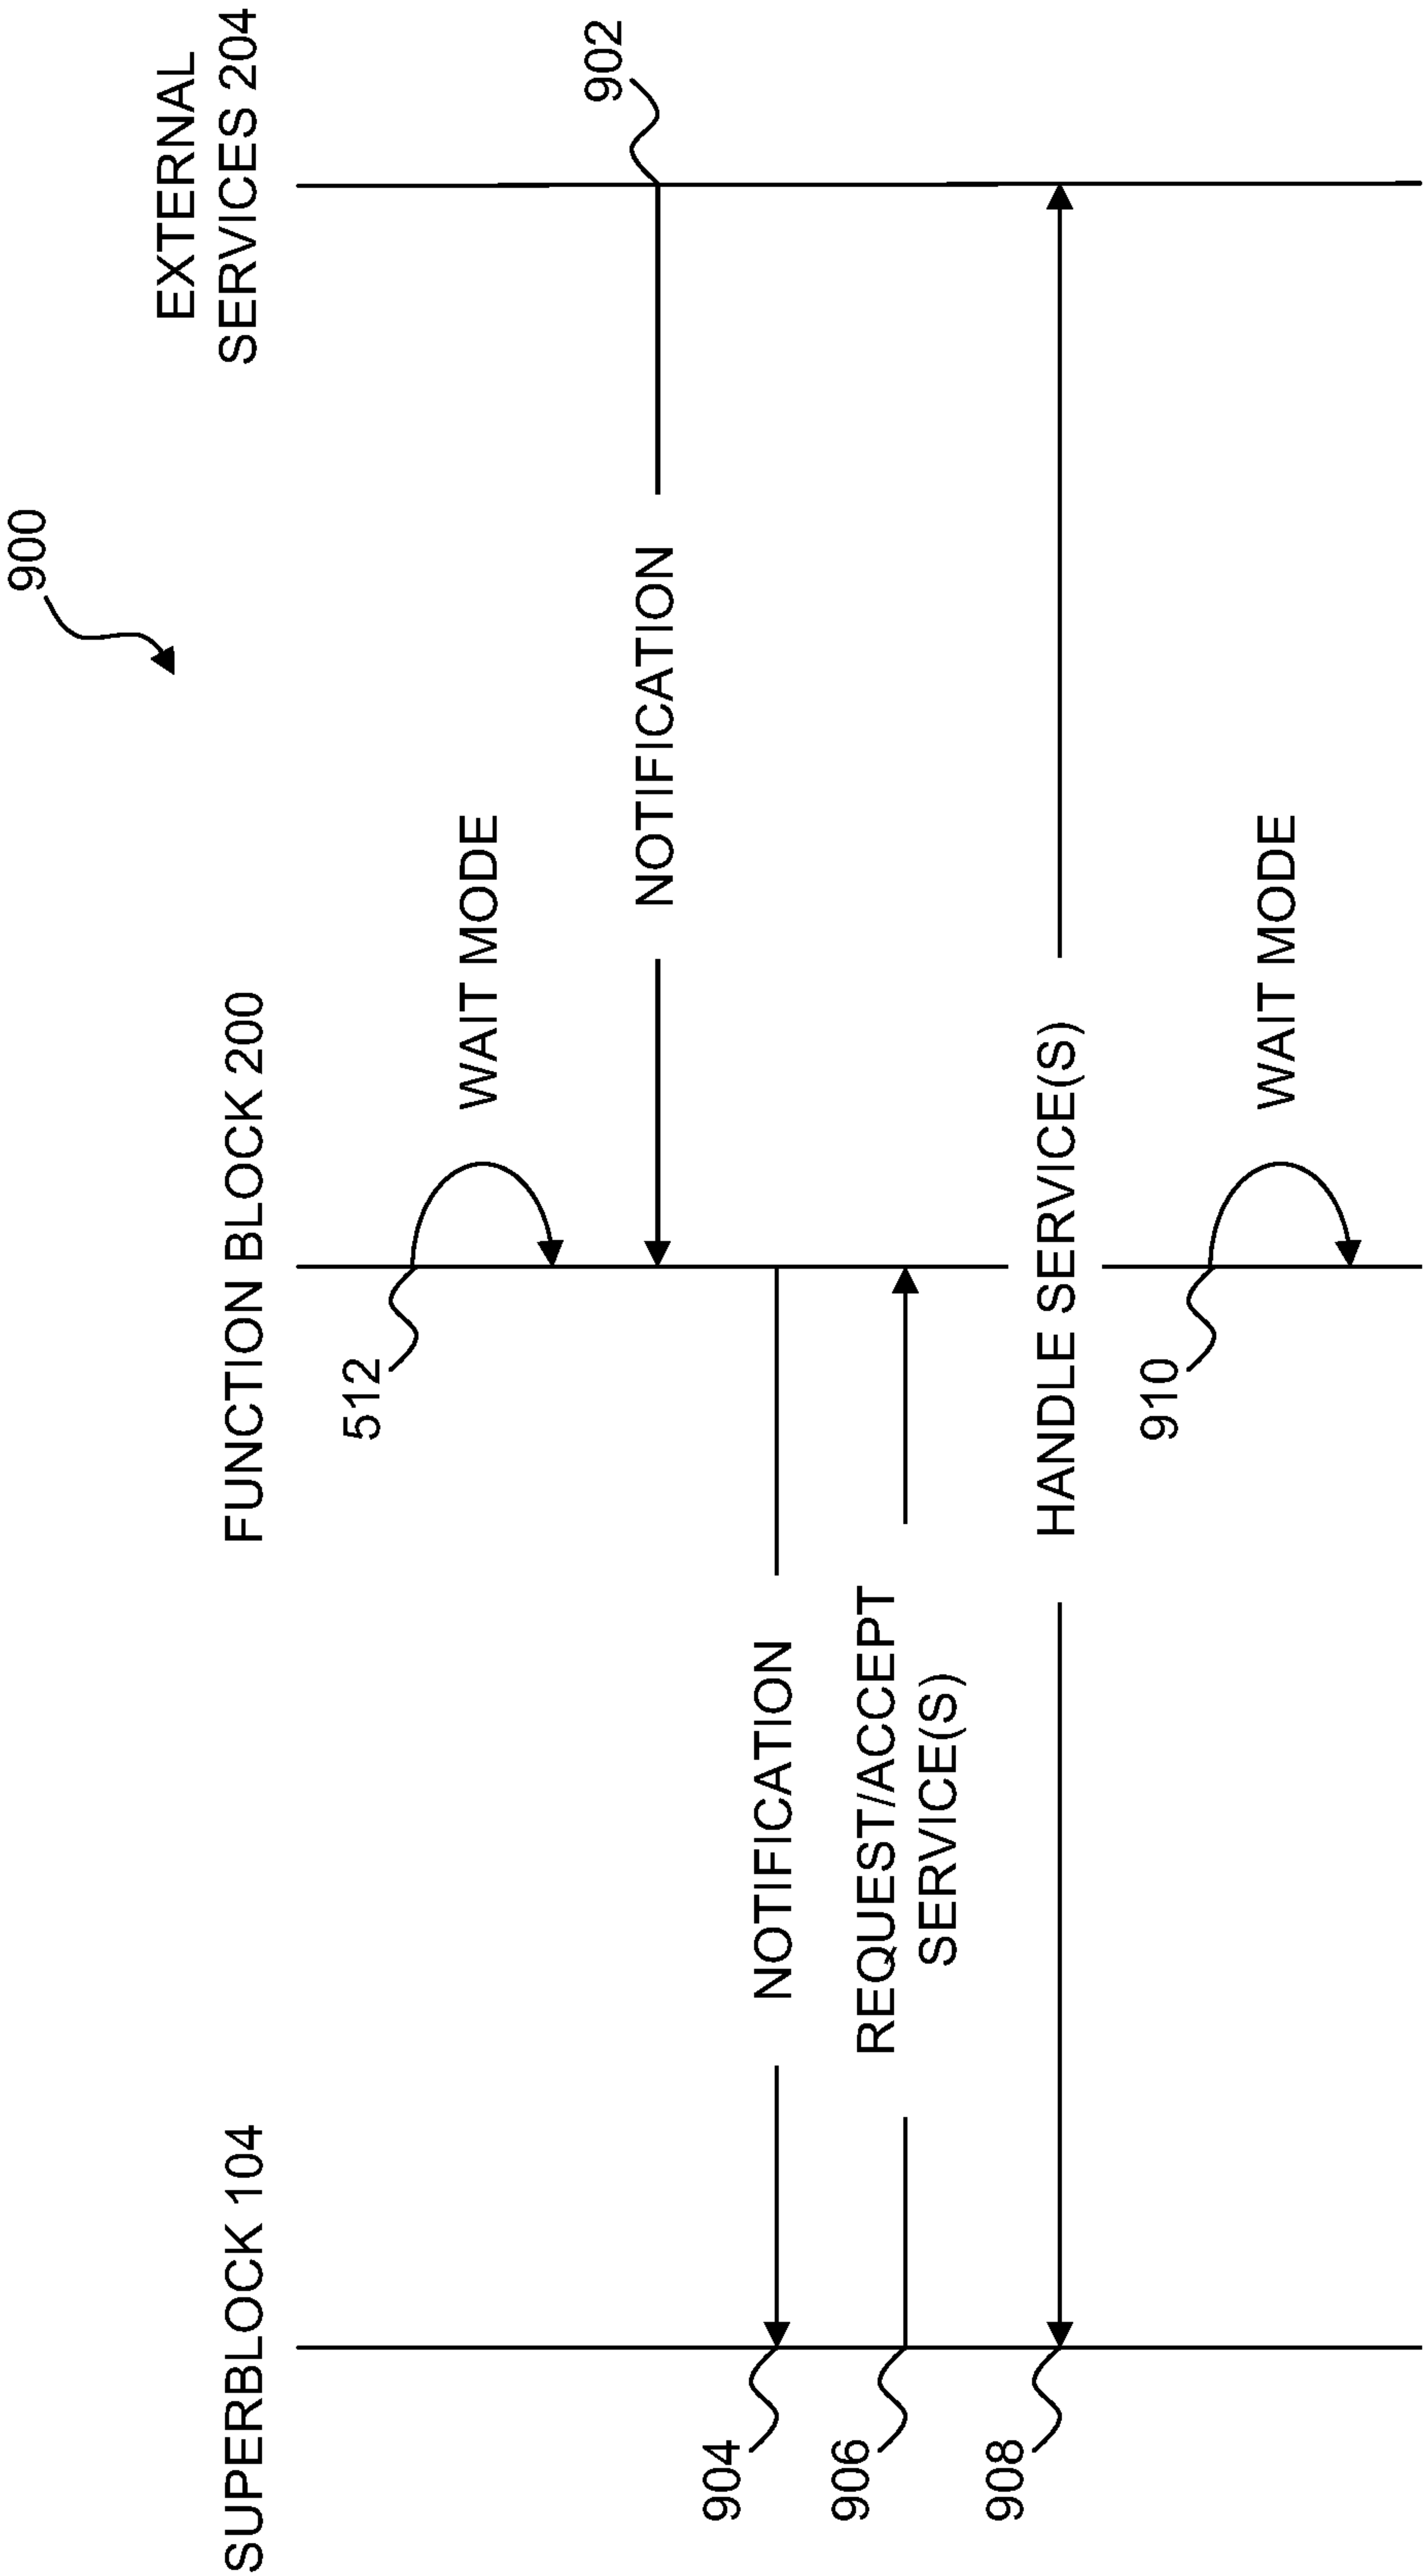 900
SUPERBLOCK 104
FUNCTION BLOCK 200
EXTERNAL
SERVICES 204
512
WAIT MODE
902
NOTIFICATION
904
NOTIFICATION
906
REQUEST/ACCEPT
SERVICE(S)
908
HANDLE SERVICE(S)
910
WAIT MODE